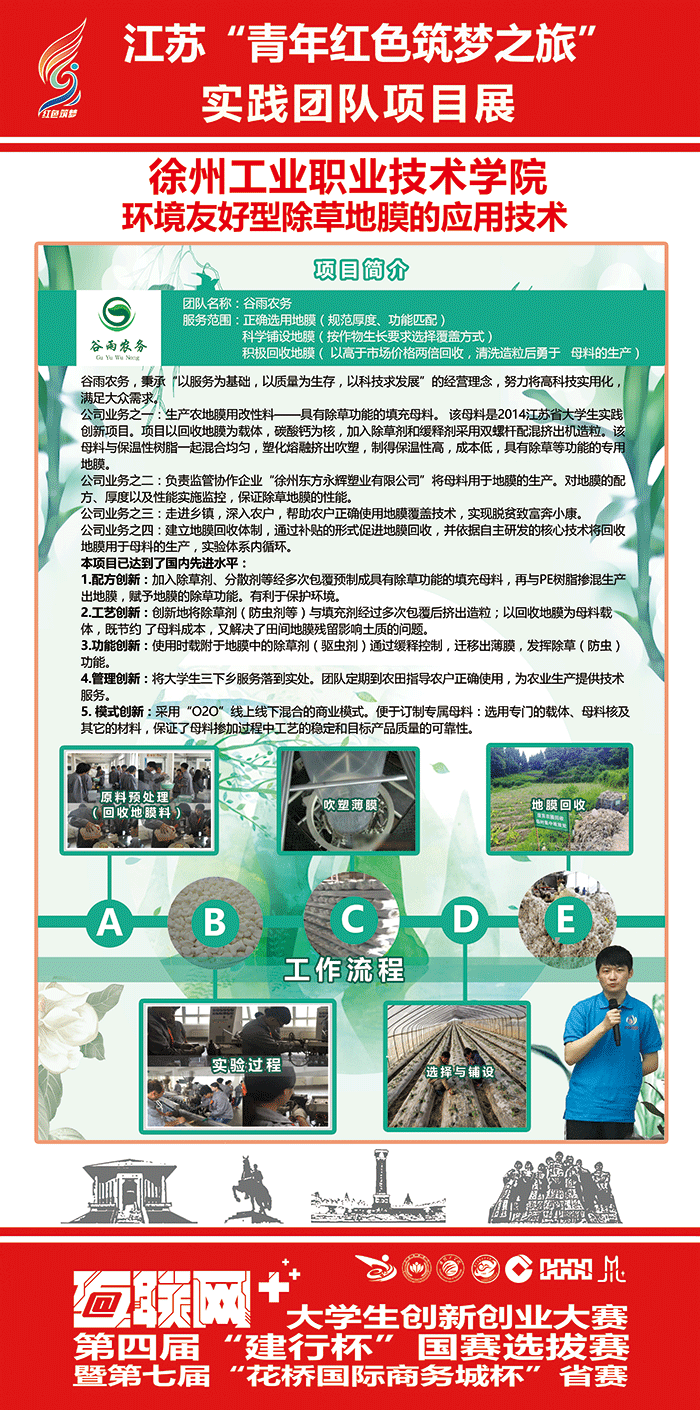 红色筑梦
江苏“青年红色筑梦之旅”
实践团队项目展
徐州工业职业技术学院
环境友好型除草地膜的应用技术
项目简介
谷雨农务
Gu Yu Wu Nong
团队名称：谷雨农务
服务范围：正确选用地膜（规范厚度、功能匹配）
科学铺设地膜（按作物生长要求选择覆盖方式）
积极回收地膜（ 以高于市场价格两倍回收，清洗造粒后勇于 母料的生产）
谷雨农务，秉承“以服务为基础，以质量为生存，以科技求发展”的经营理念，努力将高科技实用化，
满足大众需求。
公司业务之一：生产农地膜用改性料——具有除草功能的填充母料。 该母料是2014江苏省大学生实践
创新项目。项目以回收地膜为载体，碳酸钙为核，加入除草剂和缓释剂采用双螺杆配混挤出机造粒。该
母料与保温性树脂一起混合均匀，塑化熔融挤出吹塑，制得保温性高，成本低，具有除草等功能的专用
地膜。
公司业务之二：负责监管协作企业“徐州东方永辉塑业有限公司”将母料用于地膜的生产。对地膜的配
方、厚度以及性能实施监控，保证除草地膜的性能。
公司业务之三：走进乡镇，深入农户，帮助农户正确使用地膜覆盖技术，实现脱贫致富奔小康。
公司业务之四：建立地膜回收体制，通过补贴的形式促进地膜回收，并依据自主研发的核心技术将回收
地膜用于母料的生产，实验体系内循环。
本项目已达到了国内先进水平：
1.配方创新：加入除草剂、分散剂等经多次包覆预制成具有除草功能的填充母料，再与PE树脂掺混生产
出地膜，赋予地膜的除草功能。有利于保护环境。
2.工艺创新：创新地将除草剂（防虫剂等）与填充剂经过多次包覆后挤出造粒；以回收地膜为母料载
体，既节约 了母料成本，又解决了田间地膜残留影响土质的问题。
3.功能创新：使用时载附于地膜中的除草剂（驱虫剂）通过缓释控制，迁移出薄膜，发挥除草（防虫）
功能。
4.管理创新：将大学生三下乡服务落到实处。团队定期到农田指导农户正确使用，为农业生产提供技术
服务。
5. 模式创新：采用“O2O”线上线下混合的商业模式。便于订制专属母料：选用专门的载体、母料核及
其它的材料，保证了母料掺加过程中工艺的稳定和目标产品质量的可靠性。
原料预处理
（回收地膜料）
吹塑薄膜
地膜回收
A
B
C
D
E
工作流程
实验过程
选择与铺设
互联网+
大学生创新创业大赛
第四届“建行杯”国赛选拔赛
暨第七届“花桥国际商务城杯”省赛